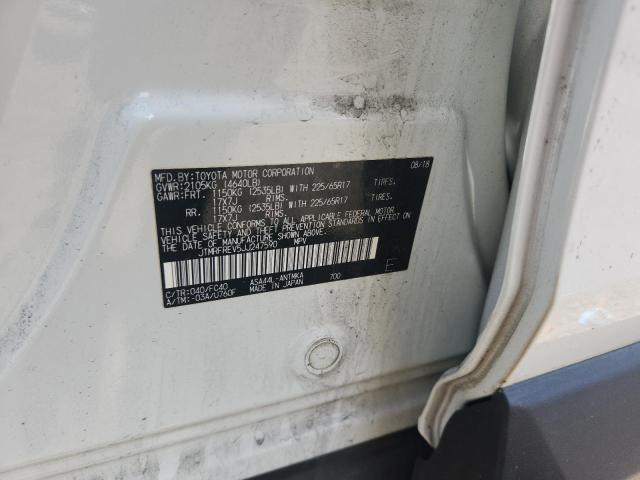 MFD.BY:TOYOTA MOTOR CORPORATION 08/18
GVWR:2105KG (4640LB)
GAWR:FRT. 1150KG (2535LB) WITH 225/65R17
17X7J RIMS.
RR. 1150KG (2535LB) WITH 225/65R17
17X7J RIMS.
THIS VEHICLE CONFORMS TO ALL APPLICABLE FEDERAL MOTOR
VEHICLE SAFETY AND THEFT PREVENTION STANDARDS IN
EFFECT ON THE DATE OF MANUFACTURE SHOWN ABOVE.
JTMRFREV5JJ247590 MPV
E
C/TR:040/FC40 ASA44L-ANTMKA 700
A/TM:-03A/U760F MADE IN JAPAN